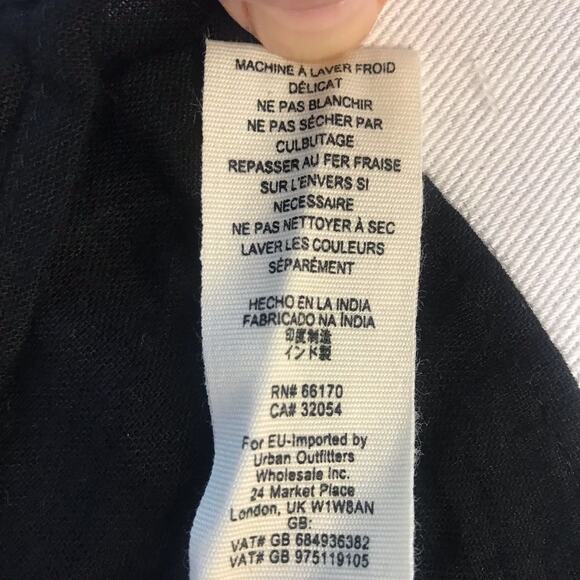 MACHINE À LAVER FROID
DÉLICAT
NE PAS BLANCHIR
NE PAS SÉCHER PAR
CULBUTAGE
REPASSER AU FER FRAISE
SUR L'ENVERS SI
NECESSAIRE
NE PAS NETTOYER À SEC
LAVER LES COULEURS
SÉPARÉMENT
HECHO EN LA INDIA
FABRICADO NA ÍNDIA
印度制造
インド製
RN# 66170
CA# 32054
For EU-Imported by
Urban Outfitters
Wholesale Inc.
24 Market Place
London, UK W1W8AN
GB:
VAT# GB 684936382
VAT# GB 975119105